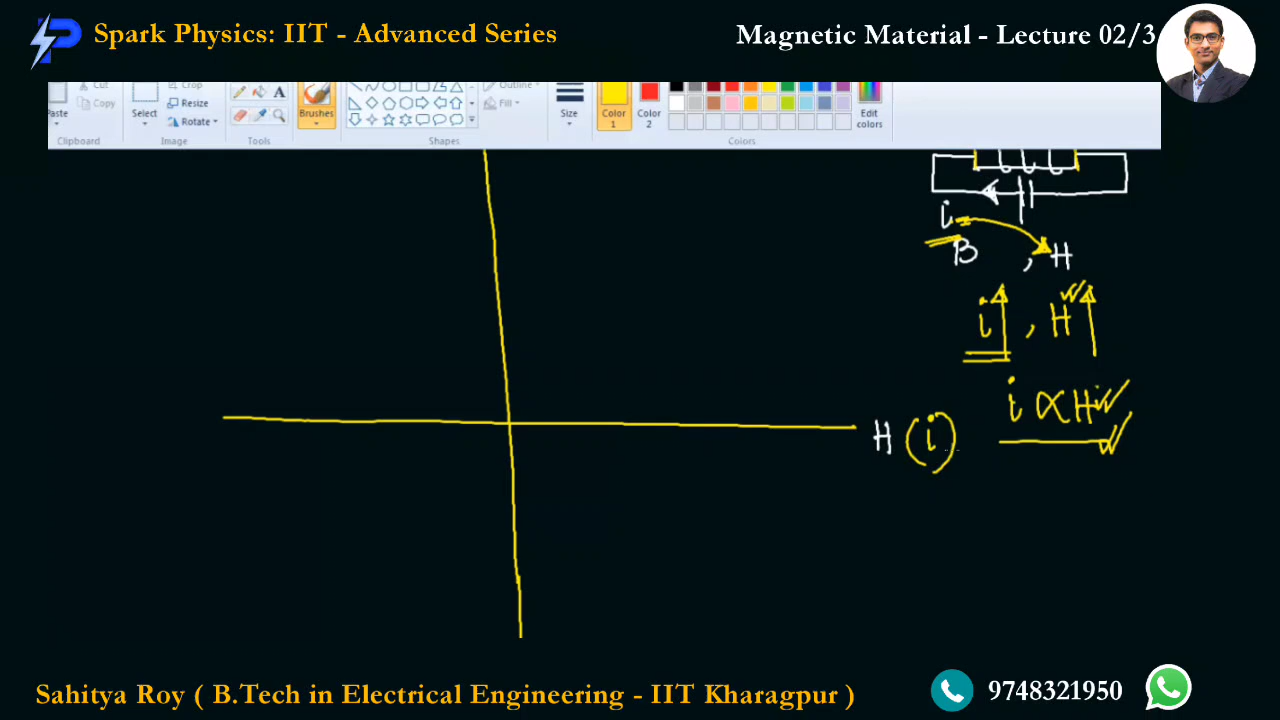 Spark Physics: IIT - Advanced Series
Magnetic Material - Lecture 02/3
Cut
Crop
Outline
Paste
Copy
Select
Resize
Rotate
Brushes
Fill
Size
Color 1
Color 2
Edit colors
Clipboard
Image
Tools
Shapes
Colors
i
B , H
i , H
i ∝ H
H (i)
Sahitya Roy ( B.Tech in Electrical Engineering - IIT Kharagpur )
9748321950